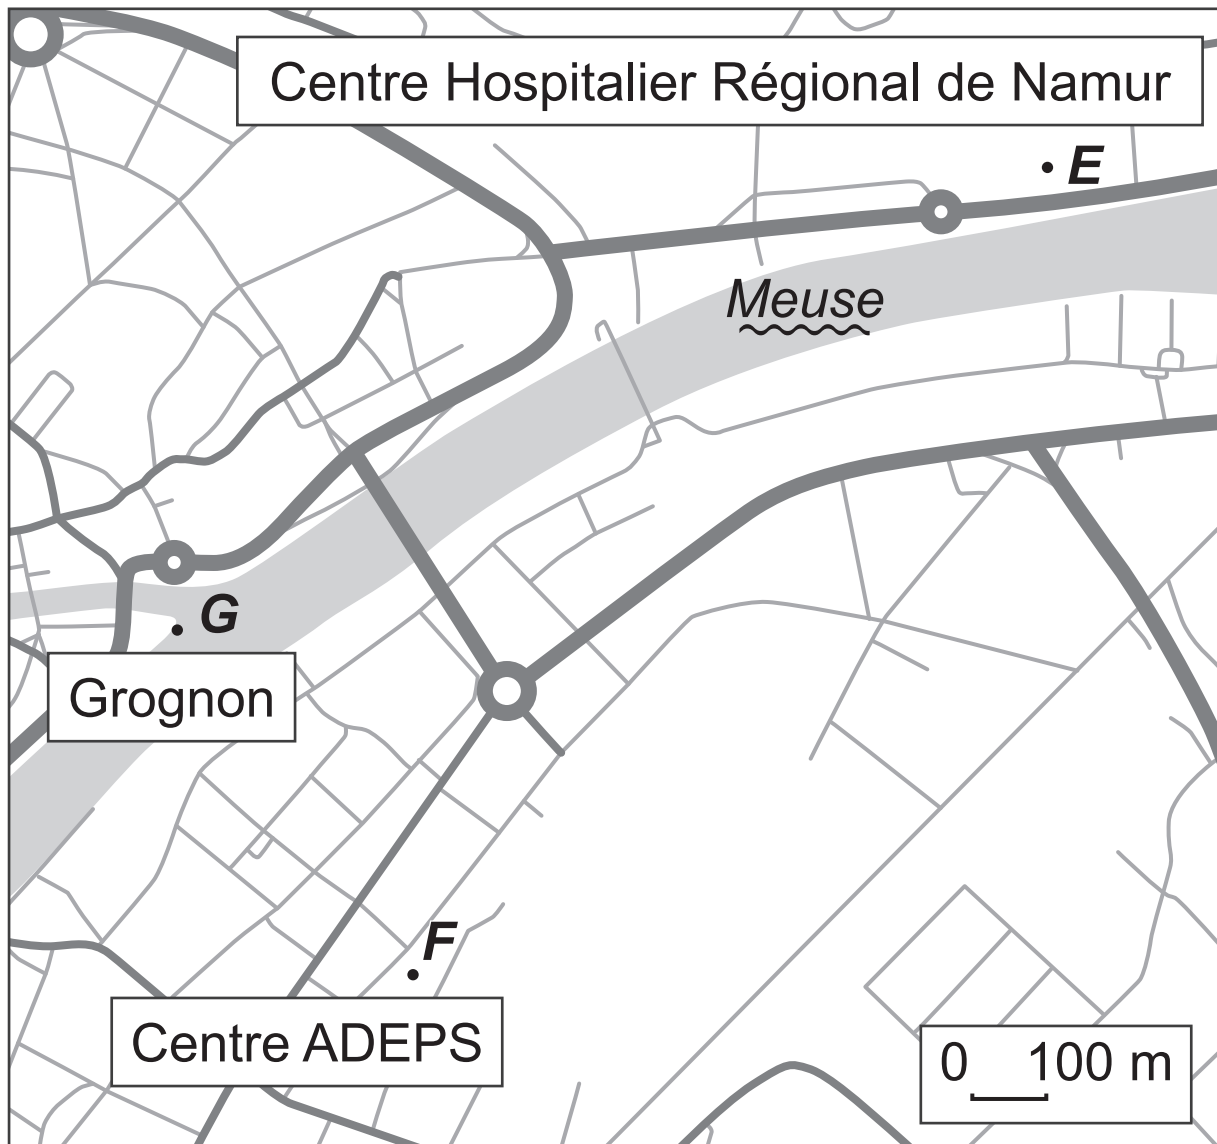 Centre Hospitalier Régional de Namur
E
Meuse
G
Grognon
F
Centre ADEPS
0 100 m